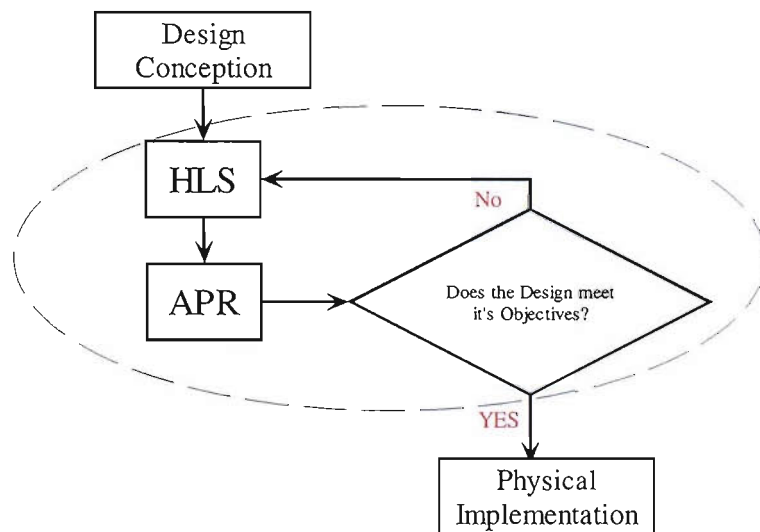 Design
Conception
HLS
No
APR
Does the Design meet
it's Objectives?
YES
Physical
Implementation